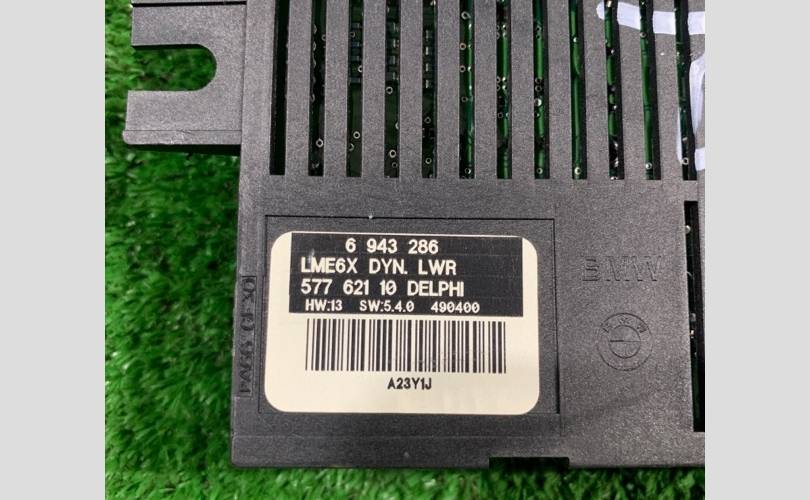 6 943 286
LME6X DYN. LWR
577 621 10 DELPHI
HW:13 SW:5.4.0 490400
A23Y1J
BMW